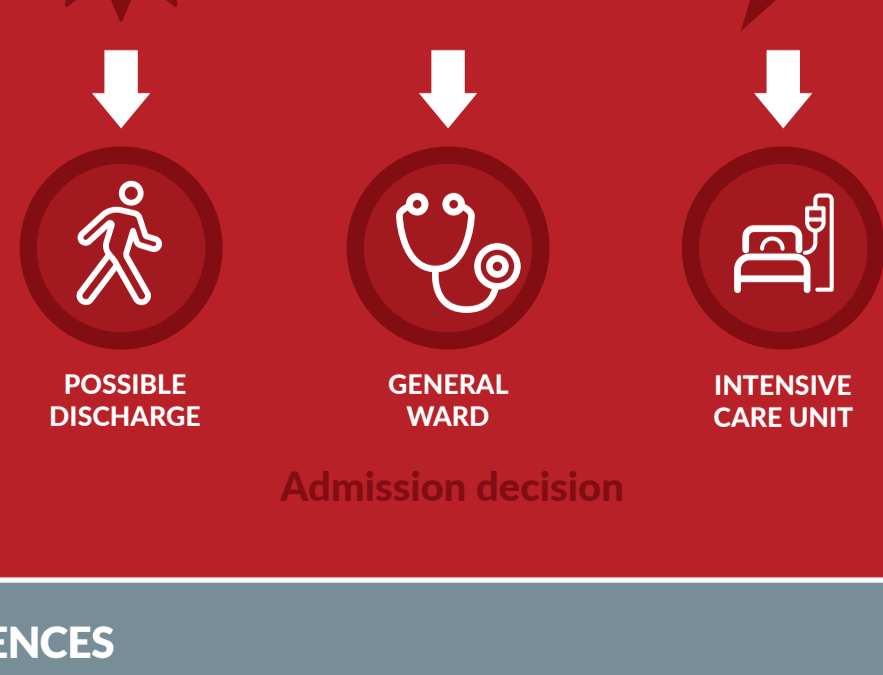 POSSIBLE
DISCHARGE
GENERAL
WARD
INTENSIVE
CARE UNIT
Admission decision
ENCES